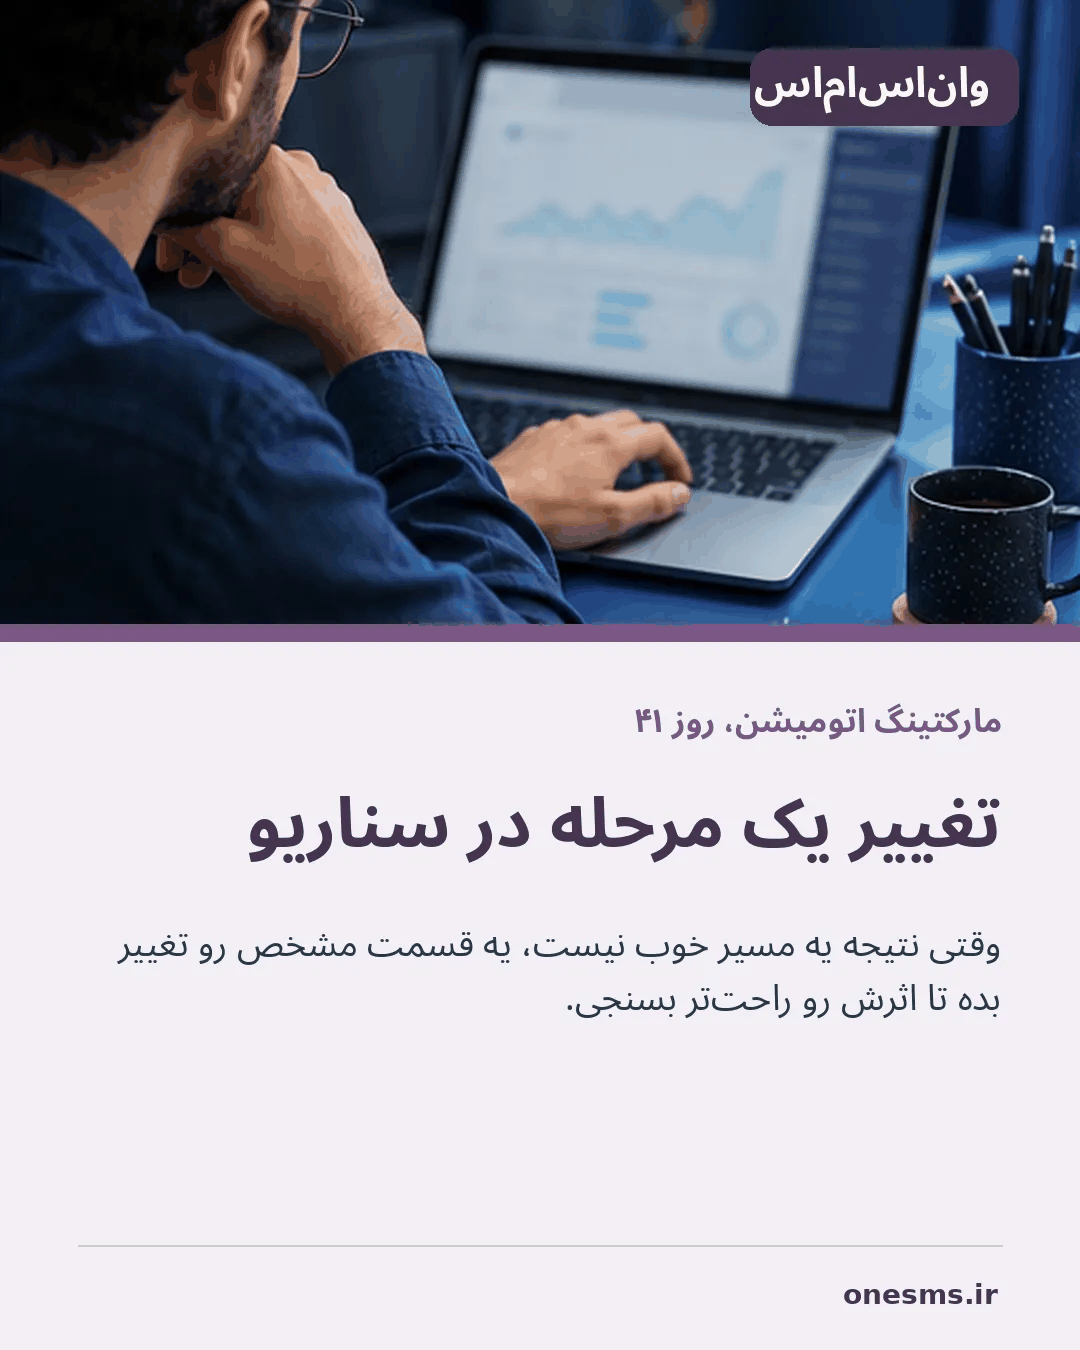 وان‌اس‌ام‌اس
مارکتینگ اتومیشن، روز ۴۱
تغییر یک مرحله در سناریو
وقتی نتیجه یه مسیر خوب نیست، یه قسمت مشخص رو تغییر
بده تا اثرش رو راحت‌تر بسنجی.
onesms.ir